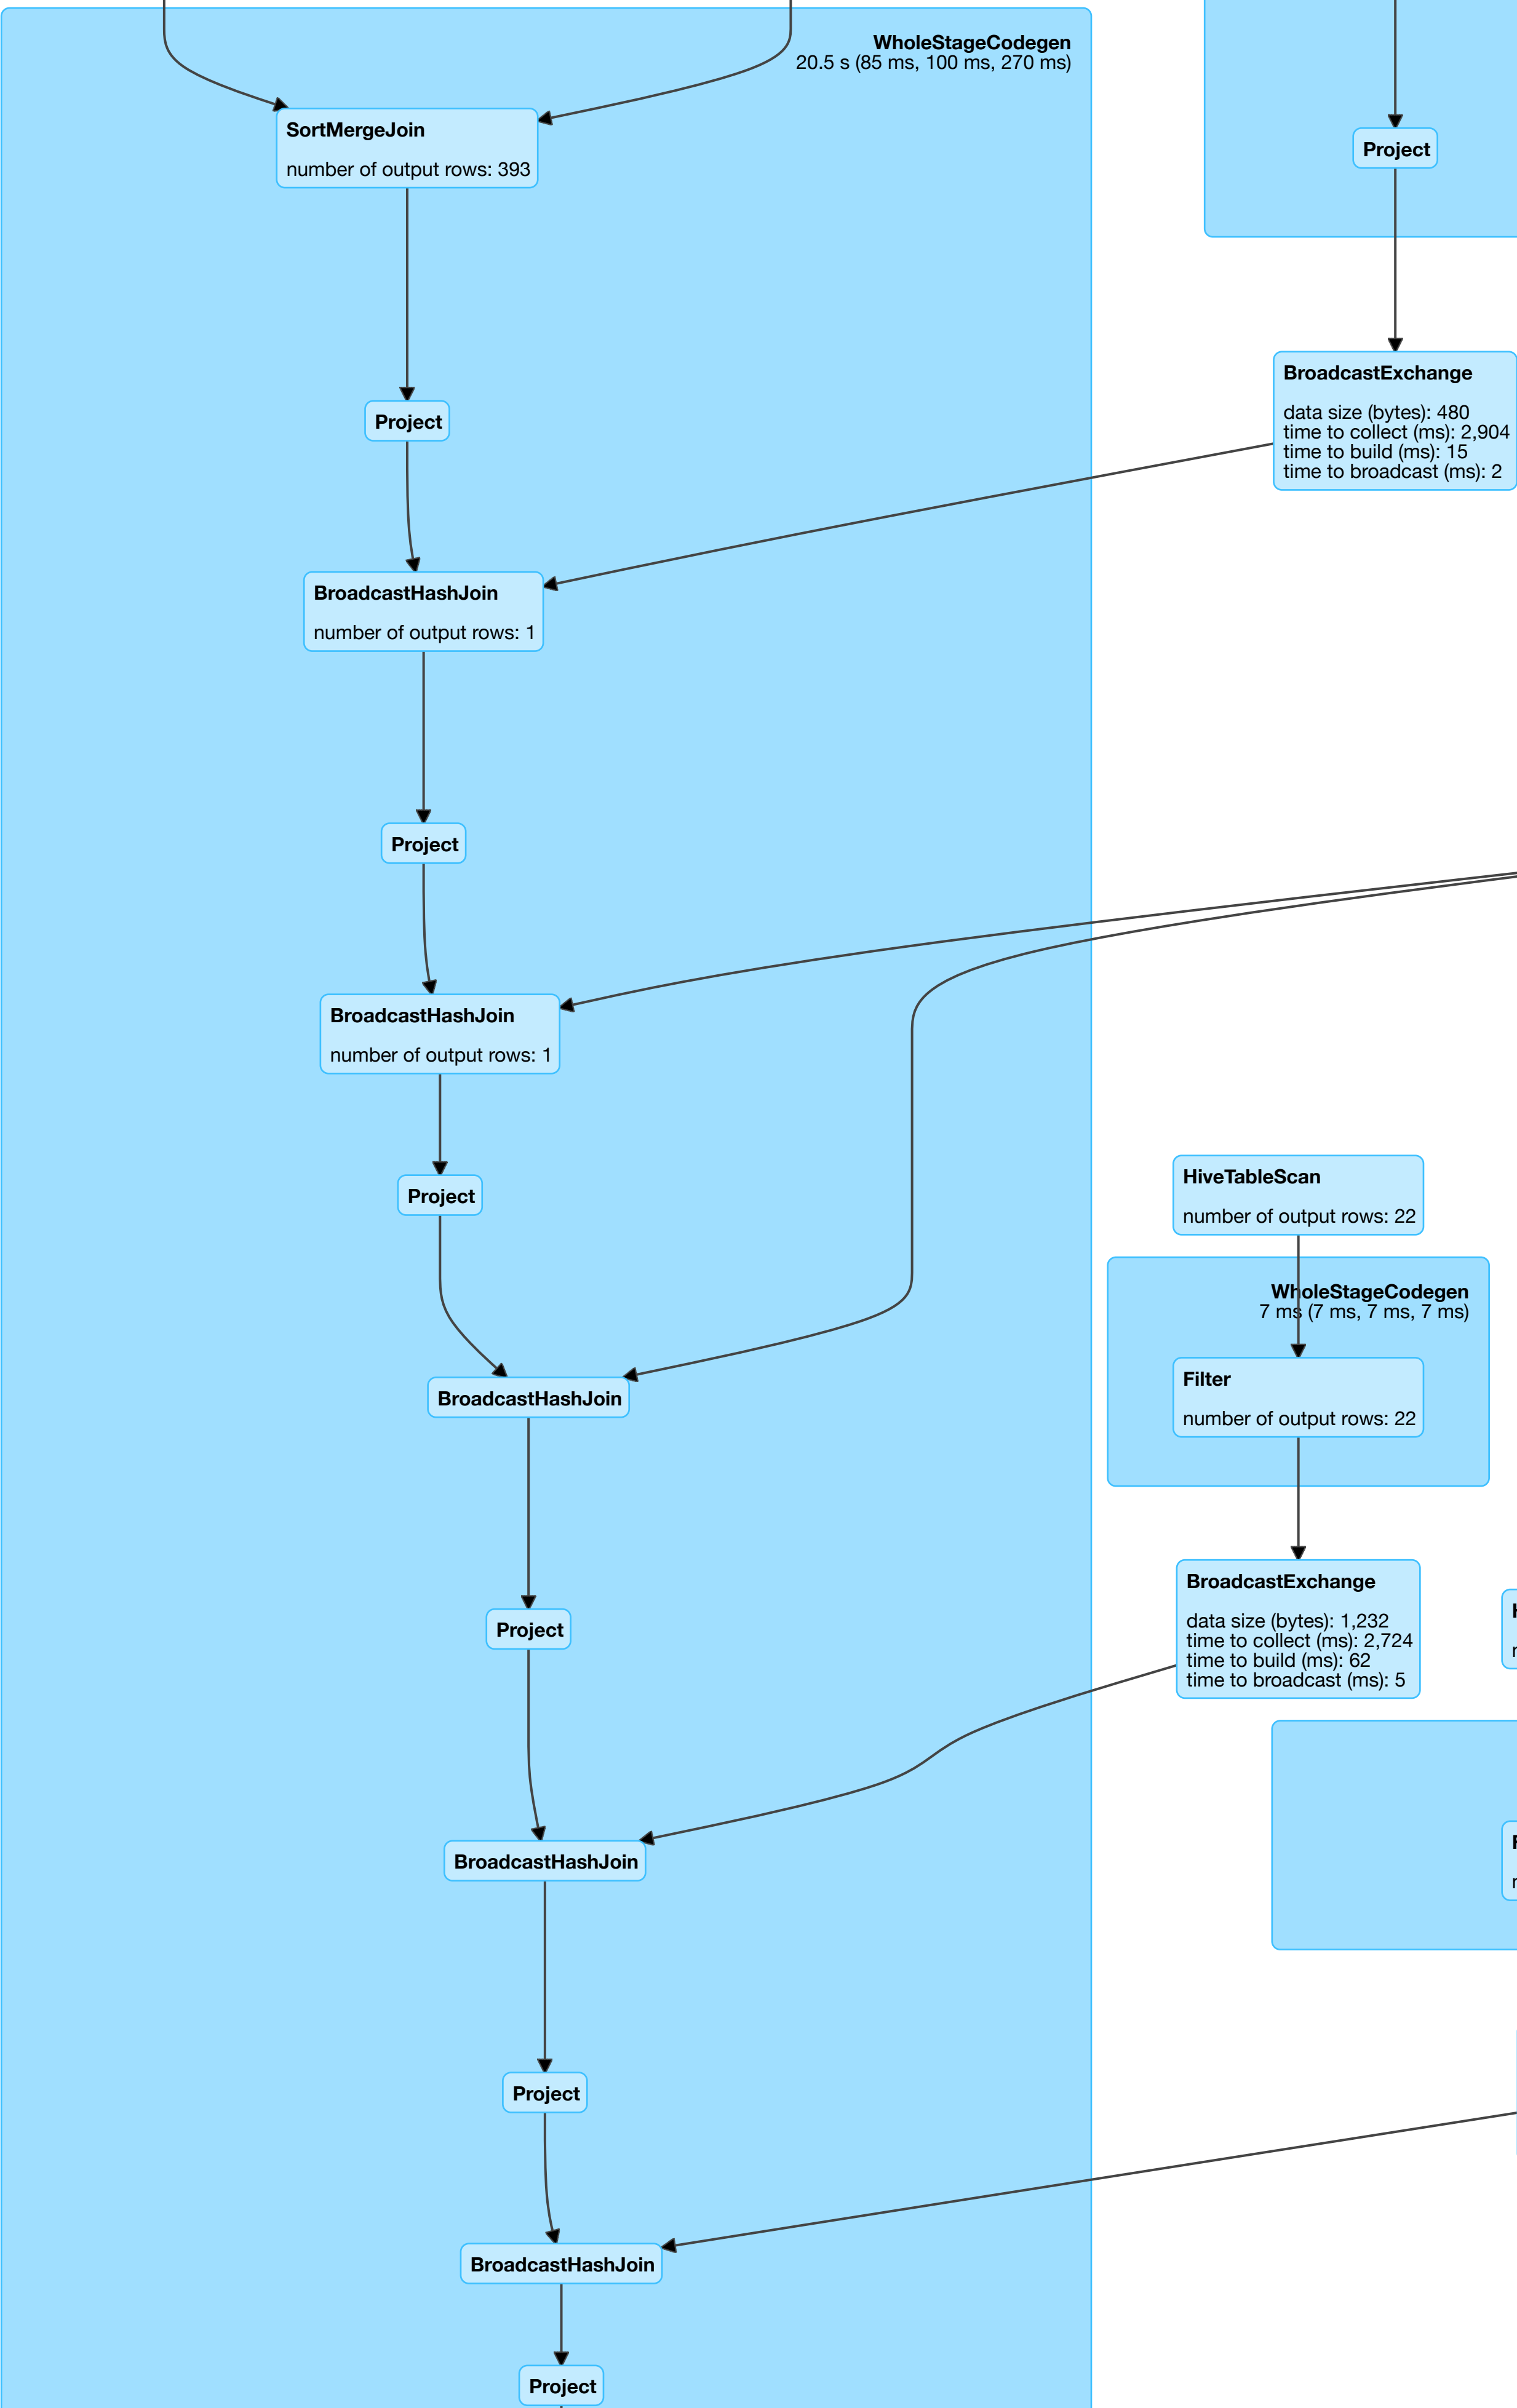 WholeStageCodegen
20.5 s (85 ms, 100 ms, 270 ms)
SortMergeJoin
number of output rows: 393
Project
Project
BroadcastExchange
data size (bytes): 480
time to collect (ms): 2,904
time to build (ms): 15
time to broadcast (ms): 2
BroadcastHashJoin
number of output rows: 1
Project
BroadcastHashJoin
number of output rows: 1
Project
HiveTableScan
number of output rows: 22
WholeStageCodegen
7 ms (7 ms, 7 ms, 7 ms)
Filter
number of output rows: 22
BroadcastHashJoin
Project
BroadcastExchange
data size (bytes): 1,232
time to collect (ms): 2,724
time to build (ms): 62
time to broadcast (ms): 5
BroadcastHashJoin
Project
BroadcastHashJoin
Project